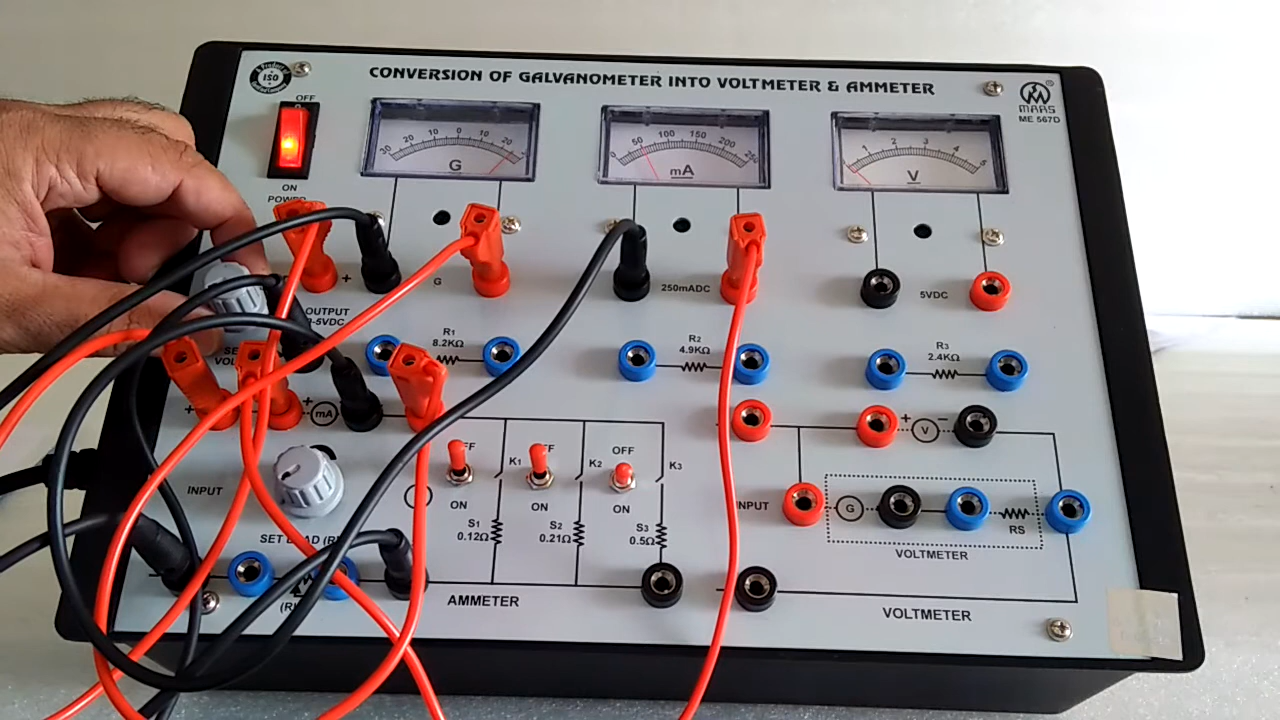 CONVERSION OF GALVANOMETER INTO VOLTMETER & AMMETER
ISO
MARS
ME 567D
OFF
ON
POWER
30 20 10 0 10 20
G
0 50 100 150 200 250
mA
1 2 3 4 5
V
+
G
250mADC
5VDC
OUTPUT
0-5VDC
R1
8.2KΩ
R2
4.9KΩ
R3
2.4KΩ
+ mA
+ V −
OFF
K1
K2
K3
INPUT
ON
ON
ON
INPUT
G
RS
S1
0.12Ω
S2
0.21Ω
S3
0.5Ω
VOLTMETER
AMMETER
VOLTMETER